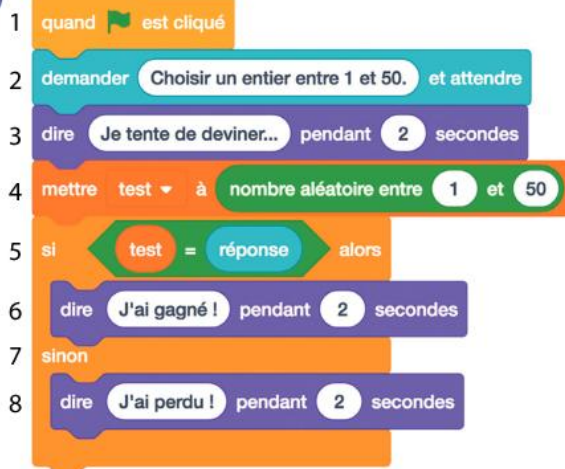 1 quand est cliqué
2 demander Choisir un entier entre 1 et 50. et attendre
3 dire Je tente de deviner... pendant 2 secondes
4 mettre test à nombre aléatoire entre 1 et 50
5 si test = réponse alors
6 dire J'ai gagné ! pendant 2 secondes
7 sinon
8 dire J'ai perdu ! pendant 2 secondes